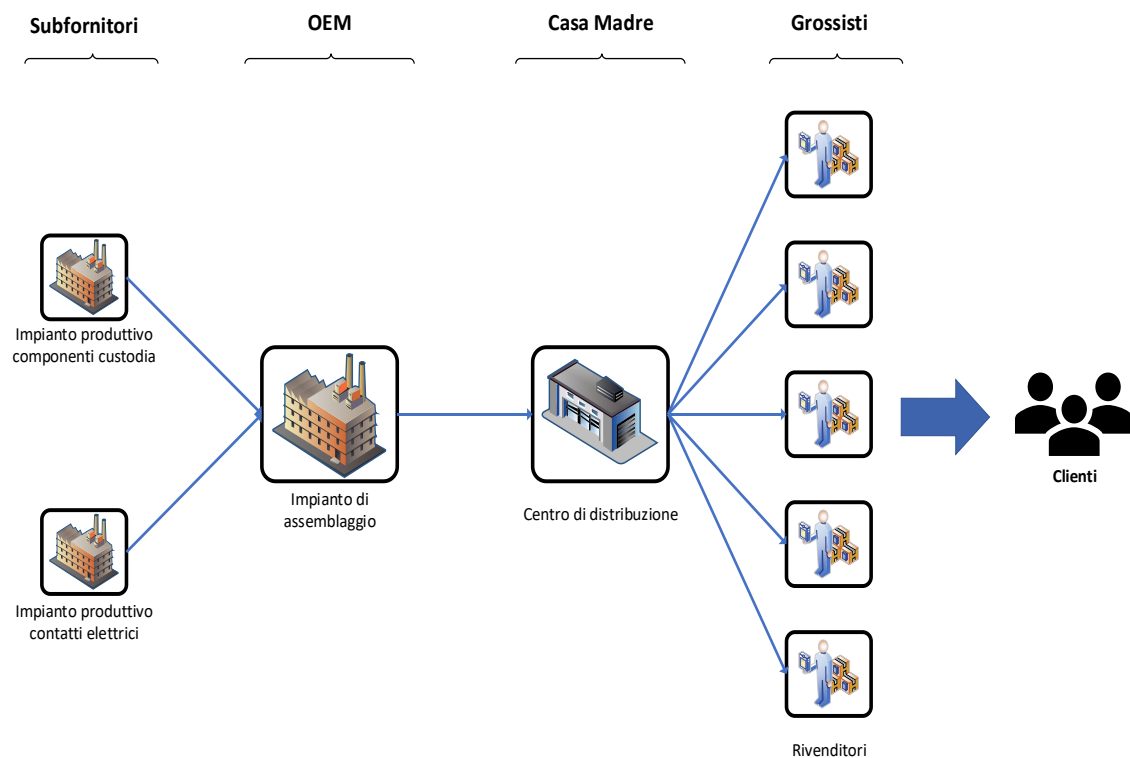 Subfornitori
OEM
Casa Madre
Grossisti
Impianto produttivo
componenti custodia
Impianto di
assemblaggio
Centro di distribuzione
Clienti
Impianto produttivo
contatti elettrici
Rivenditori